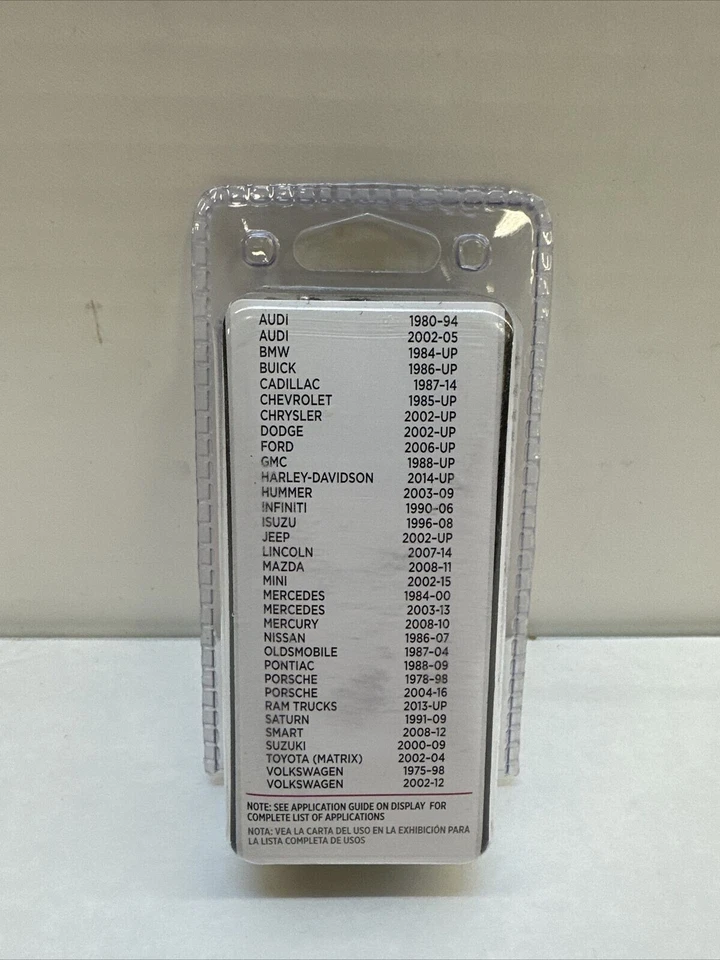 AUDI 1980-94
AUDI 2002-05
BMW 1984-UP
BUICK 1986-UP
CADILLAC 1987-14
CHEVROLET 1985-UP
CHRYSLER 2002-UP
DODGE 2002-UP
FORD 2006-UP
GMC 1988-UP
HARLEY-DAVIDSON 2014-UP
HUMMER 2003-09
INFINITI 1990-06
ISUZU 1996-08
JEEP 2002-UP
LINCOLN 2007-14
MAZDA 2008-11
MINI 2002-15
MERCEDES 1984-00
MERCEDES 2003-13
MERCURY 2008-10
NISSAN 1986-07
OLDSMOBILE 1987-04
PONTIAC 1988-09
PORSCHE 1978-98
PORSCHE 2004-16
RAM TRUCKS 2013-UP
SATURN 1991-09
SMART 2008-12
SUZUKI 2000-09
TOYOTA (MATRIX) 2002-04
VOLKSWAGEN 1975-98
VOLKSWAGEN 2002-12
NOTE: SEE APPLICATION GUIDE ON DISPLAY FOR
COMPLETE LIST OF APPLICATIONS
NOTA: VEA LA CARTA DEL USO EN LA EXHIBICIÓN PARA
LA LISTA COMPLETA DE USOS